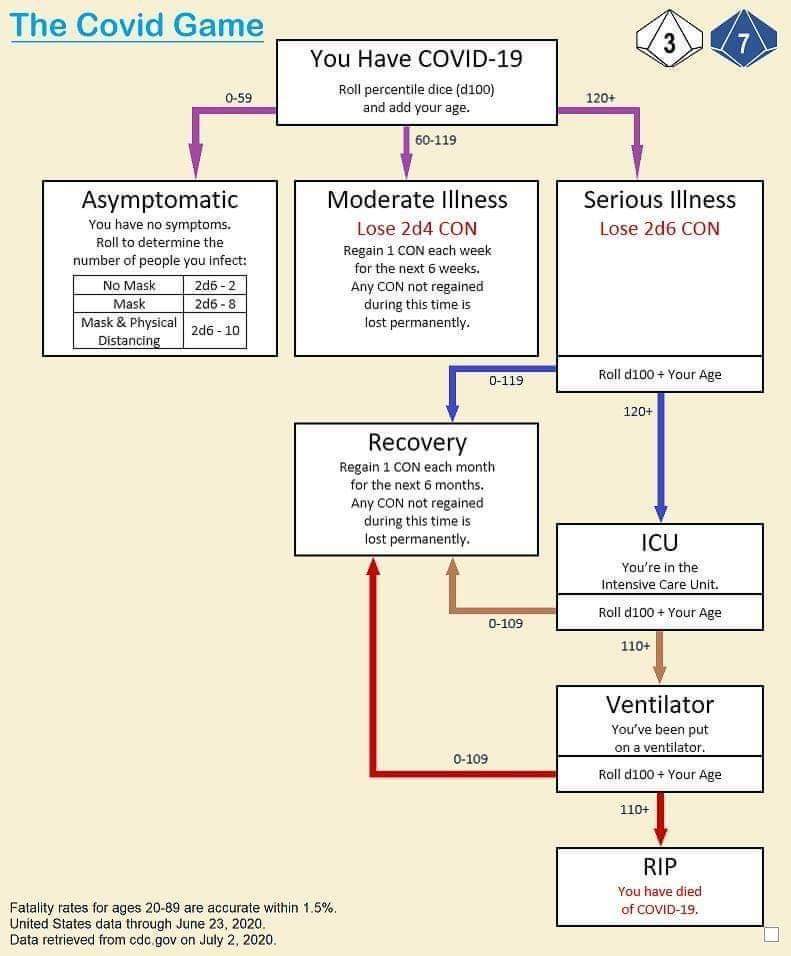 The Covid Game
3
7
You Have COVID-19
Roll percentile dice (d100)
and add your age.
0-59
60-119
120+
Asymptomatic
You have no symptoms.
Roll to determine the
number of people you infect:
No Mask 2d6 - 2
Mask 2d6 - 8
Mask & Physical
Distancing 2d6 - 10
Moderate Illness
Lose 2d4 CON
Regain 1 CON each week
for the next 6 weeks.
Any CON not regained
during this time is
lost permanently.
Serious Illness
Lose 2d6 CON
Roll d100 + Your Age
0-119
120+
Recovery
Regain 1 CON each month
for the next 6 months.
Any CON not regained
during this time is
lost permanently.
ICU
You're in the
Intensive Care Unit.
Roll d100 + Your Age
0-109
110+
Ventilator
You've been put
on a ventilator.
Roll d100 + Your Age
0-109
110+
RIP
You have died
of COVID-19.
Fatality rates for ages 20-89 are accurate within 1.5%.
United States data through June 23, 2020.
Data retrieved from cdc.gov on July 2, 2020.